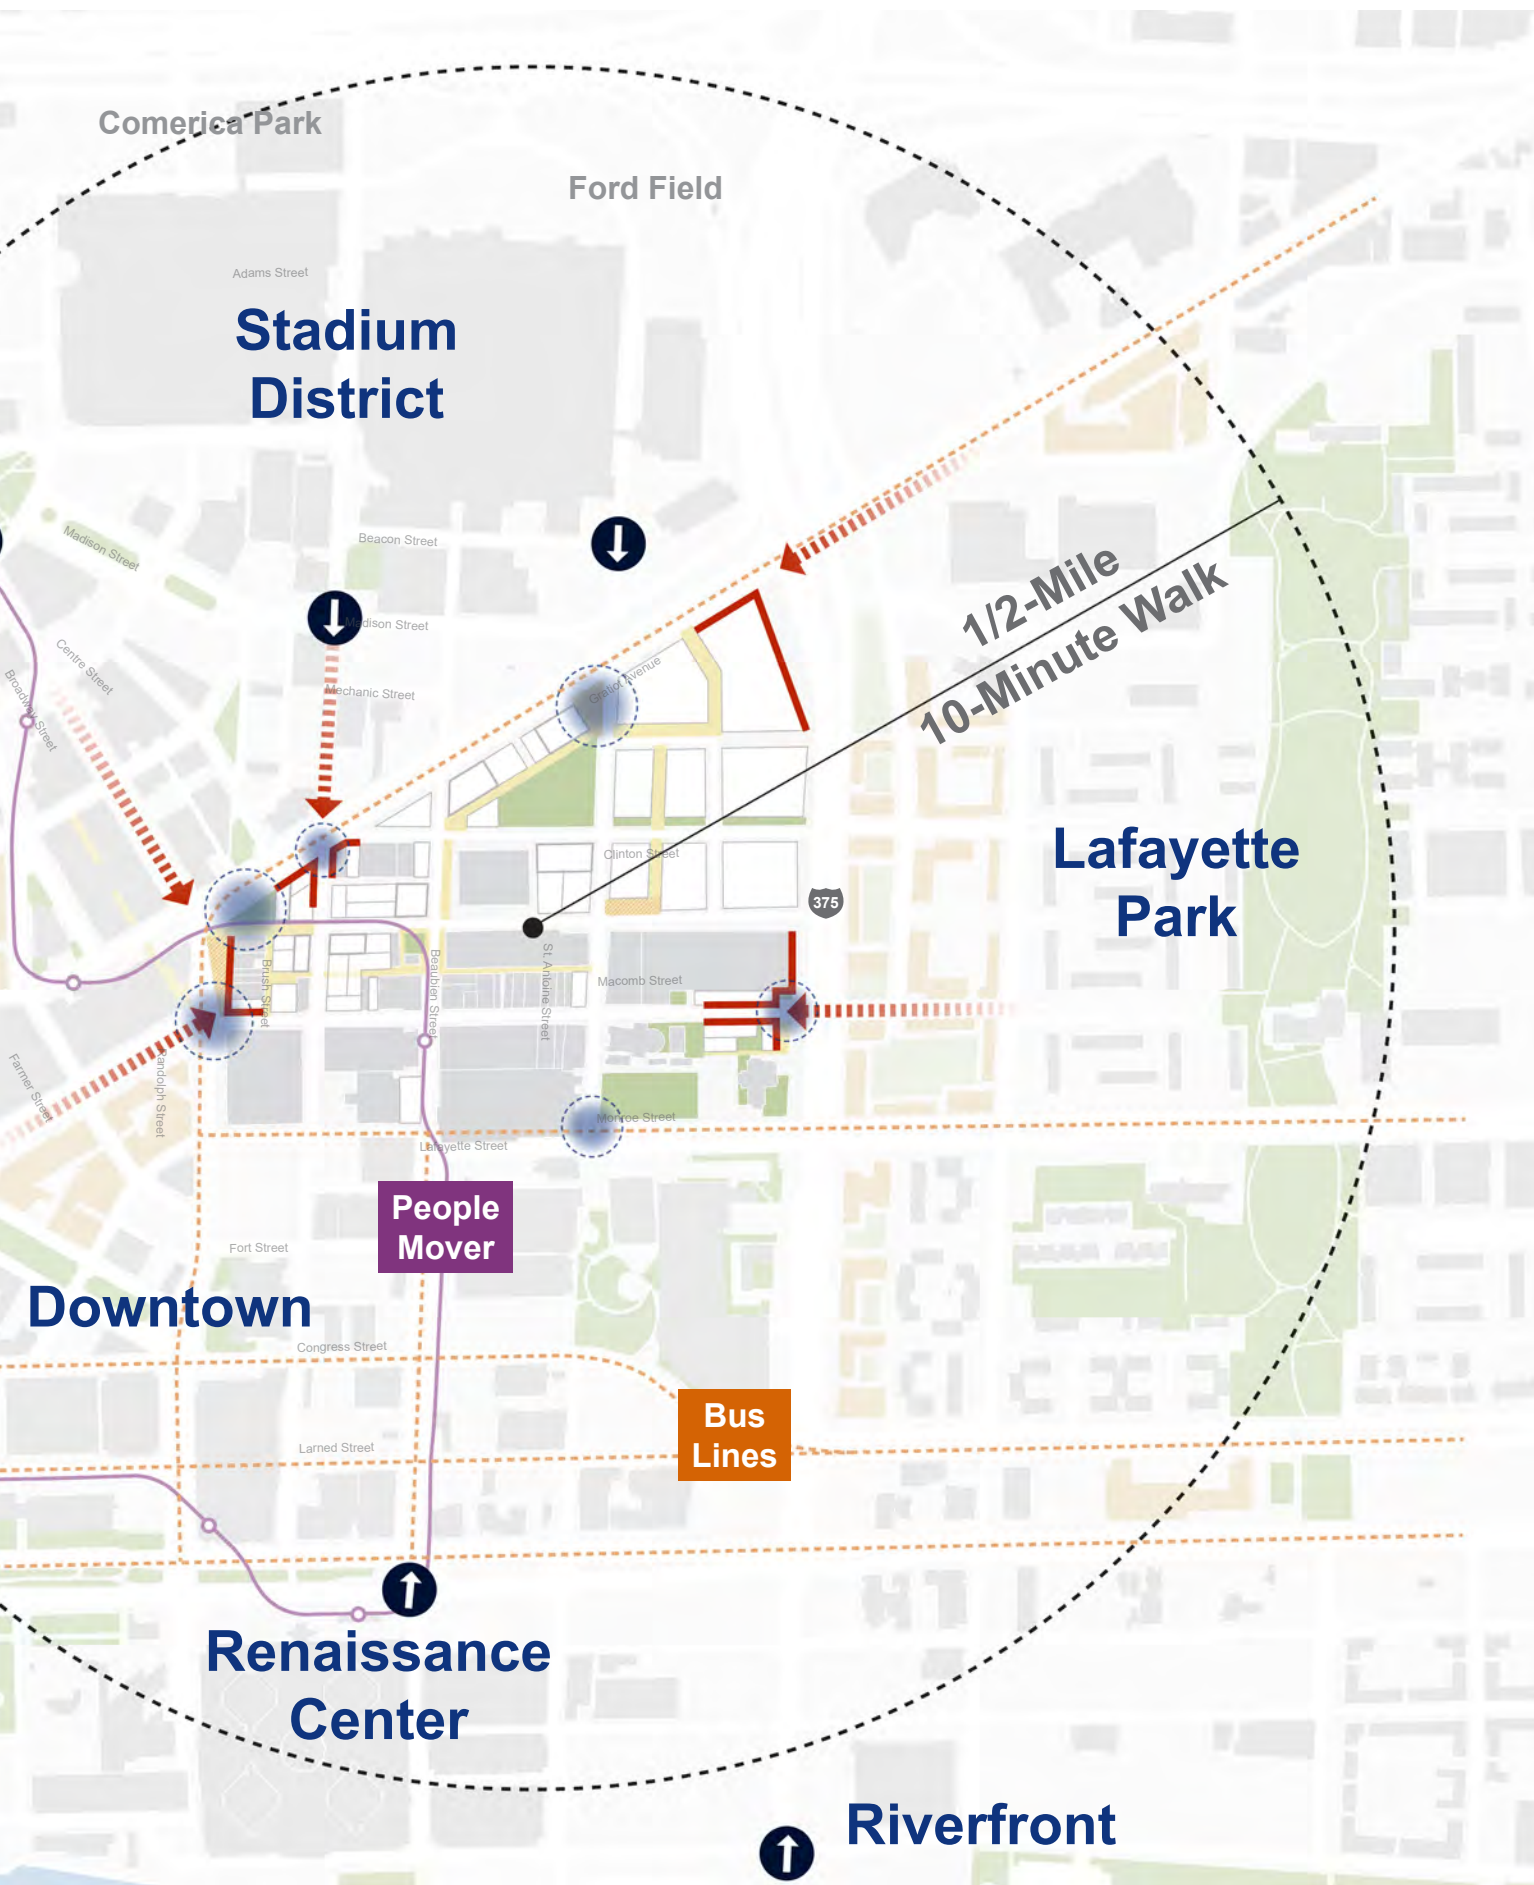 Comerica Park
Ford Field
Adams Street
Stadium
District
Madison Street
Beacon Street
Madison Street
Centre Street
Broadway Street
Mechanic Street
Gratiot Avenue
1/2-Mile
10-Minute Walk
Clinton Street
Lafayette
Park
375
Brush Street
Beaubien Street
St. Antoine Street
Macomb Street
Farmer Street
Randolph Street
Monroe Street
Lafayette Street
People
Mover
Fort Street
Downtown
Congress Street
Bus
Lines
Larned Street
Renaissance
Center
Riverfront